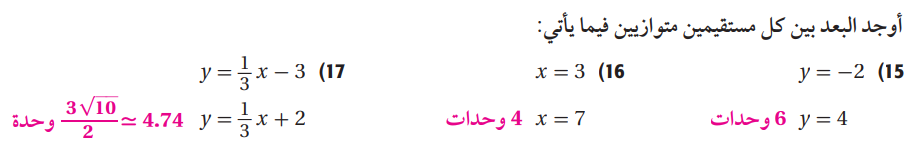 أوجد البعد بين كل مستقيمين متوازيين فيما يأتي:
15) y = −2
y = 4 6 وحدات
16) x = 3
x = 7 4 وحدات
17) y = 1/3 x − 3
y = 1/3 x + 2 3√10/2 ≃ 4.74 وحدة